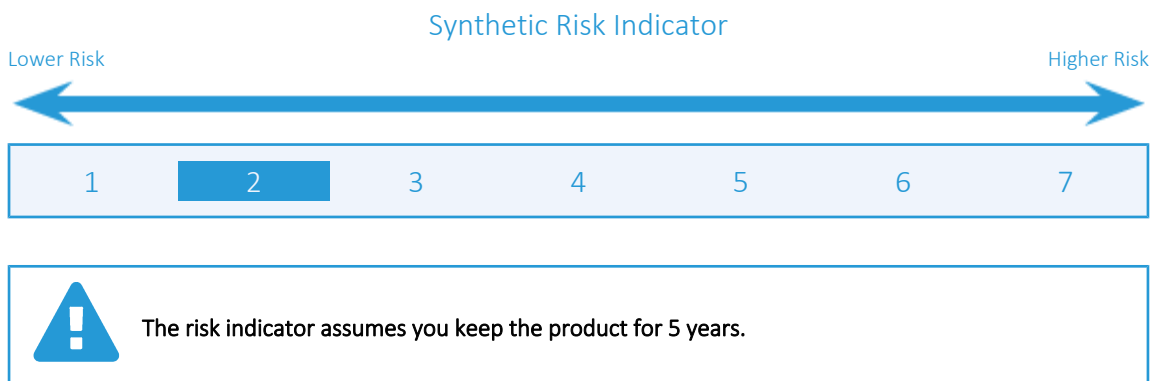 Synthetic Risk Indicator
Lower Risk Higher Risk
1 2 3 4 5 6 7
The risk indicator assumes you keep the product for 5 years.